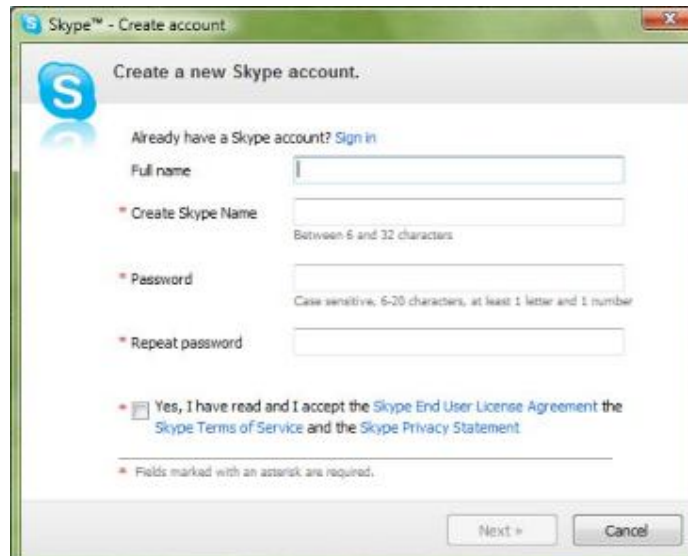 Skype™ - Create account
Create a new Skype account.
Already have a Skype account? Sign in
Full name
* Create Skype Name
Between 6 and 32 characters
* Password
Case sensitive, 6-20 characters, at least 1 letter and 1 number
* Repeat password
* Yes, I have read and I accept the Skype End User License Agreement the
Skype Terms of Service and the Skype Privacy Statement
* Fields marked with an asterisk are required.
Next »
Cancel